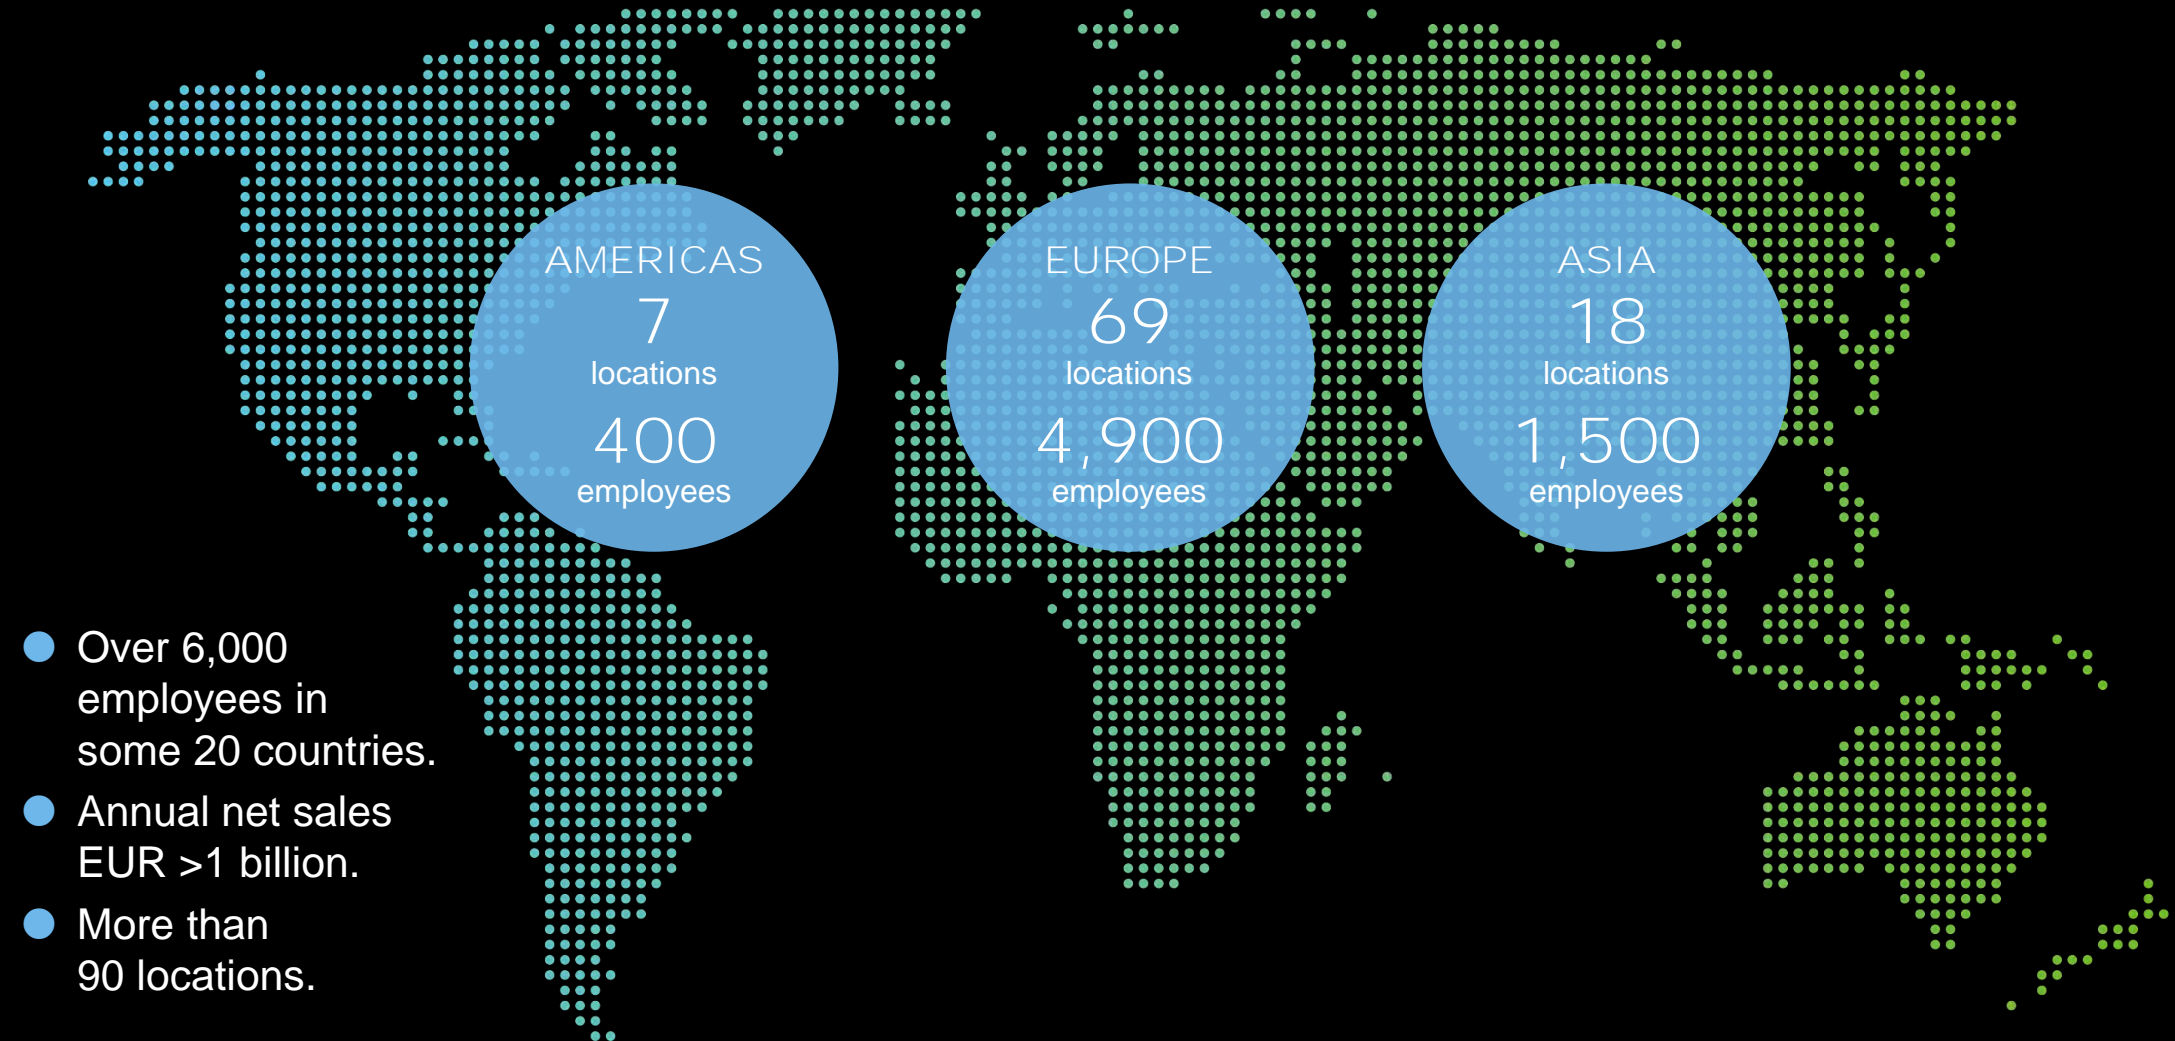 AMERICAS
7
locations
400
employees
EUROPE
69
locations
4,900
employees
ASIA
18
locations
1,500
employees
Over 6,000
employees in
some 20 countries.
Annual net sales
EUR >1 billion.
More than
90 locations.